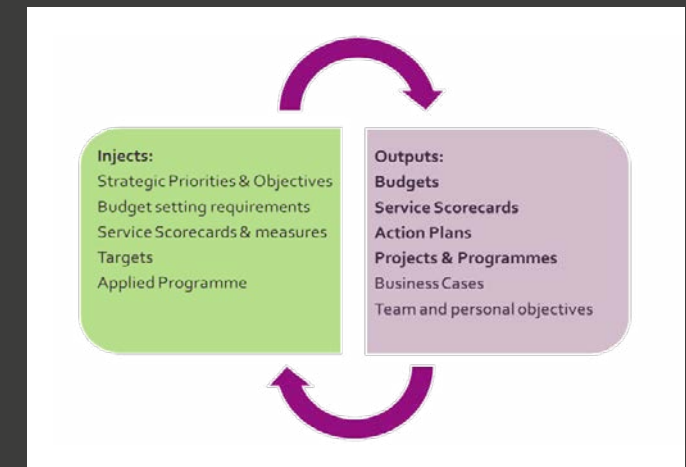 Injects:
Strategic Priorities & Objectives
Budget setting requirements
Service Scorecards & measures
Targets
Applied Programme
Outputs:
Budgets
Service Scorecards
Action Plans
Projects & Programmes
Business Cases
Team and personal objectives